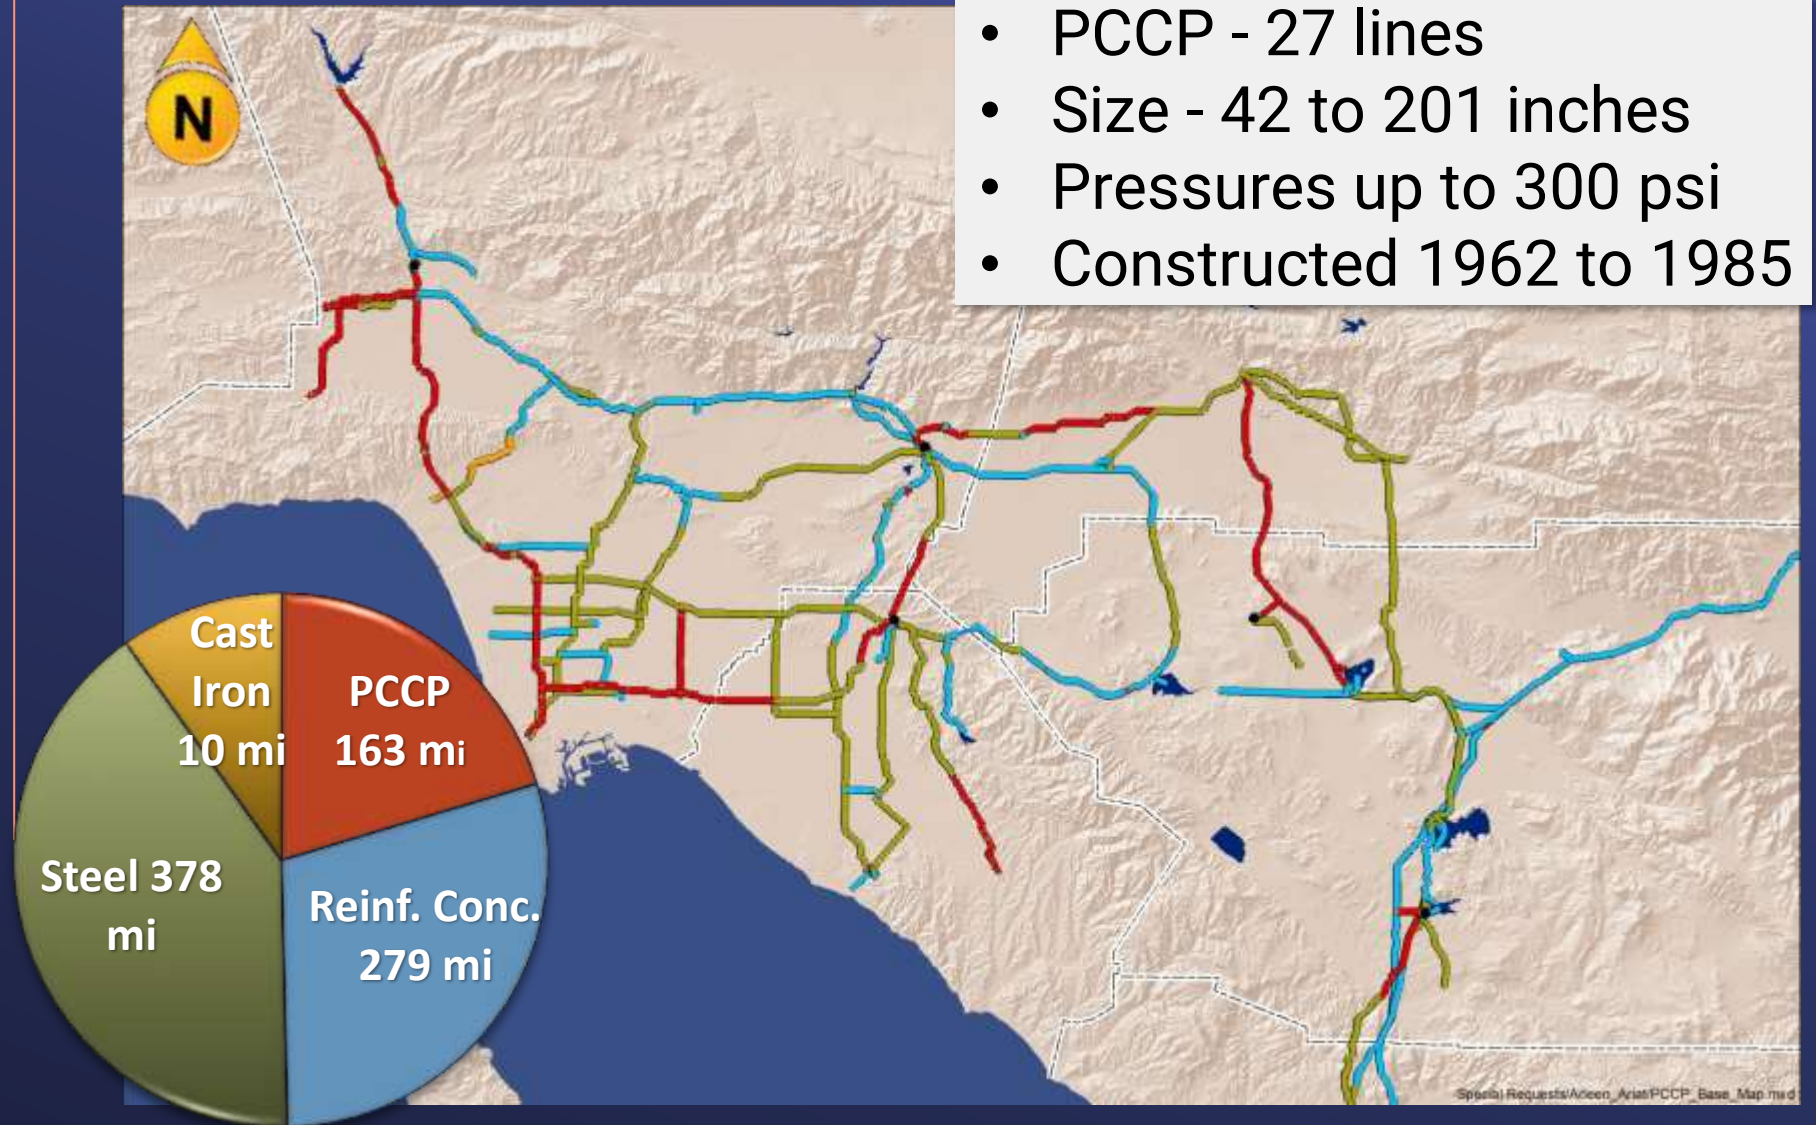 • PCCP - 27 lines
• Size - 42 to 201 inches
• Pressures up to 300 psi
• Constructed 1962 to 1985
N
Cast
Iron
10 mi
PCCP
163 mi
Steel 378
mi
Reinf. Conc.
279 mi